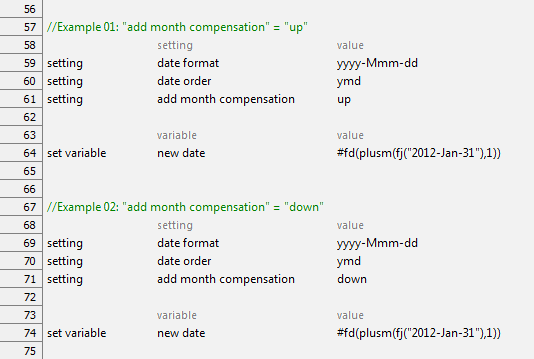 56
57 //Example 01: "add month compensation" = "up"
58 setting value
59 setting date format yyyy-Mmm-dd
60 setting date order ymd
61 setting add month compensation up
62
63 variable value
64 set variable new date #fd(plusm(fj("2012-Jan-31"),1))
65
66
67 //Example 02: "add month compensation" = "down"
68 setting value
69 setting date format yyyy-Mmm-dd
70 setting date order ymd
71 setting add month compensation down
72
73 variable value
74 set variable new date #fd(plusm(fj("2012-Jan-31"),1))
75